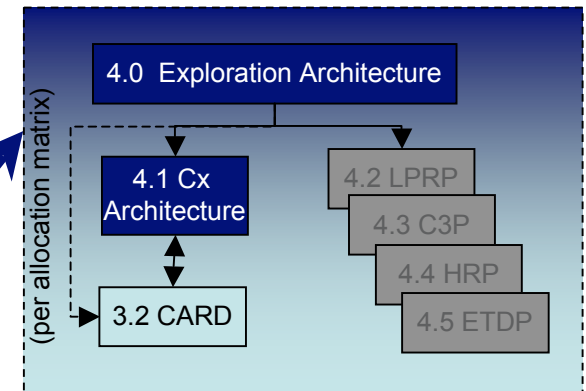 4.0 Exploration Architecture
(per allocation matrix)
4.1 Cx
Architecture
4.2 LPRP
4.3 C3P
4.4 HRP
4.5 ETDP
3.2 CARD